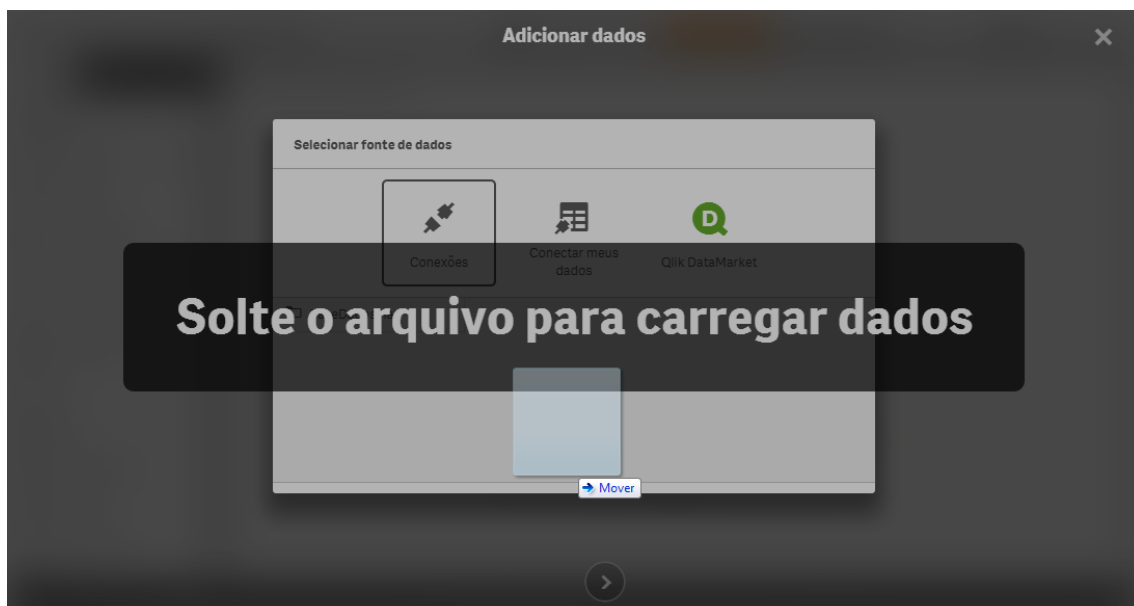 Adicionar dados
Selecionar fonte de dados
Conexões
Conectar meus
dados
Qlik DataMarket
Solte o arquivo para carregar dados
Mover